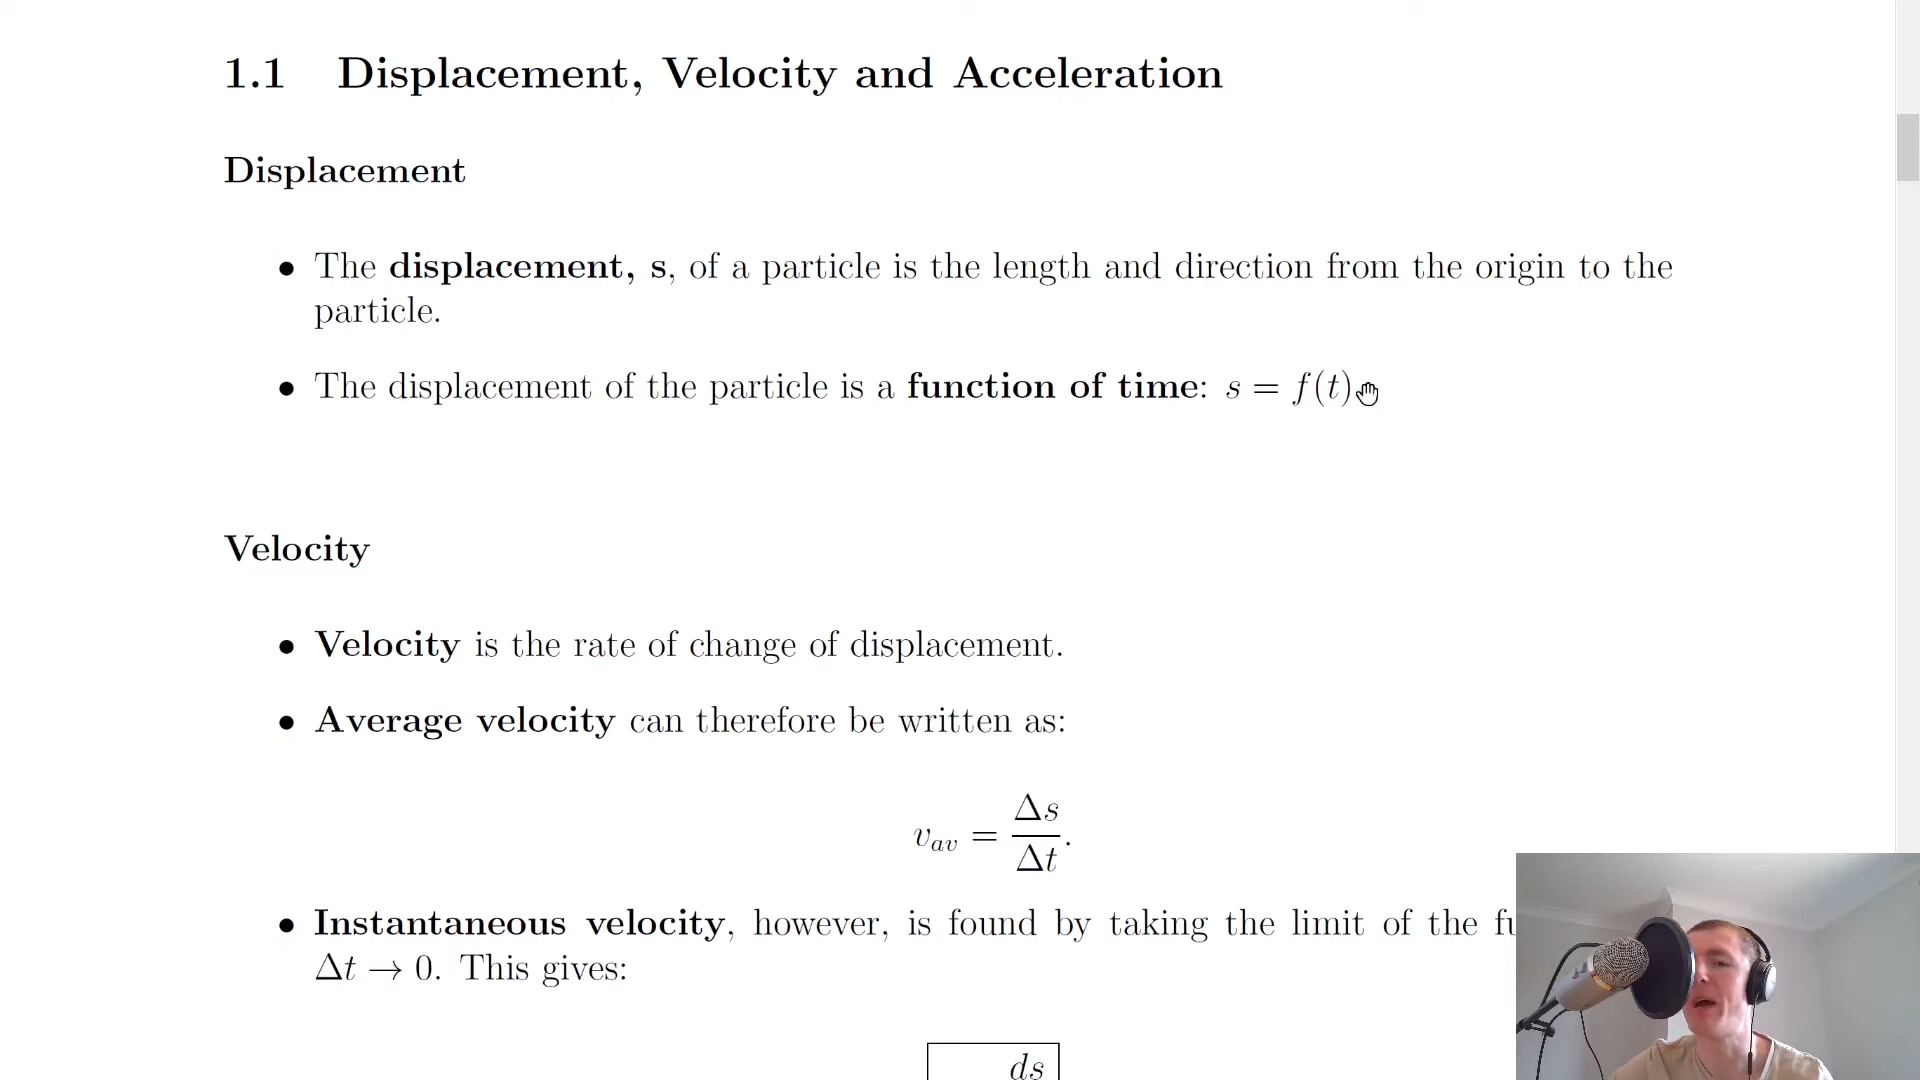 1.1 Displacement, Velocity and Acceleration
Displacement
• The displacement, s, of a particle is the length and direction from the origin to the
particle.
• The displacement of the particle is a function of time: s = f(t)
Velocity
• Velocity is the rate of change of displacement.
• Average velocity can therefore be written as:
v_{av} = \frac{Δs}{Δt}.
• Instantaneous velocity, however, is found by taking the limit of the
Δt → 0. This gives:
ds